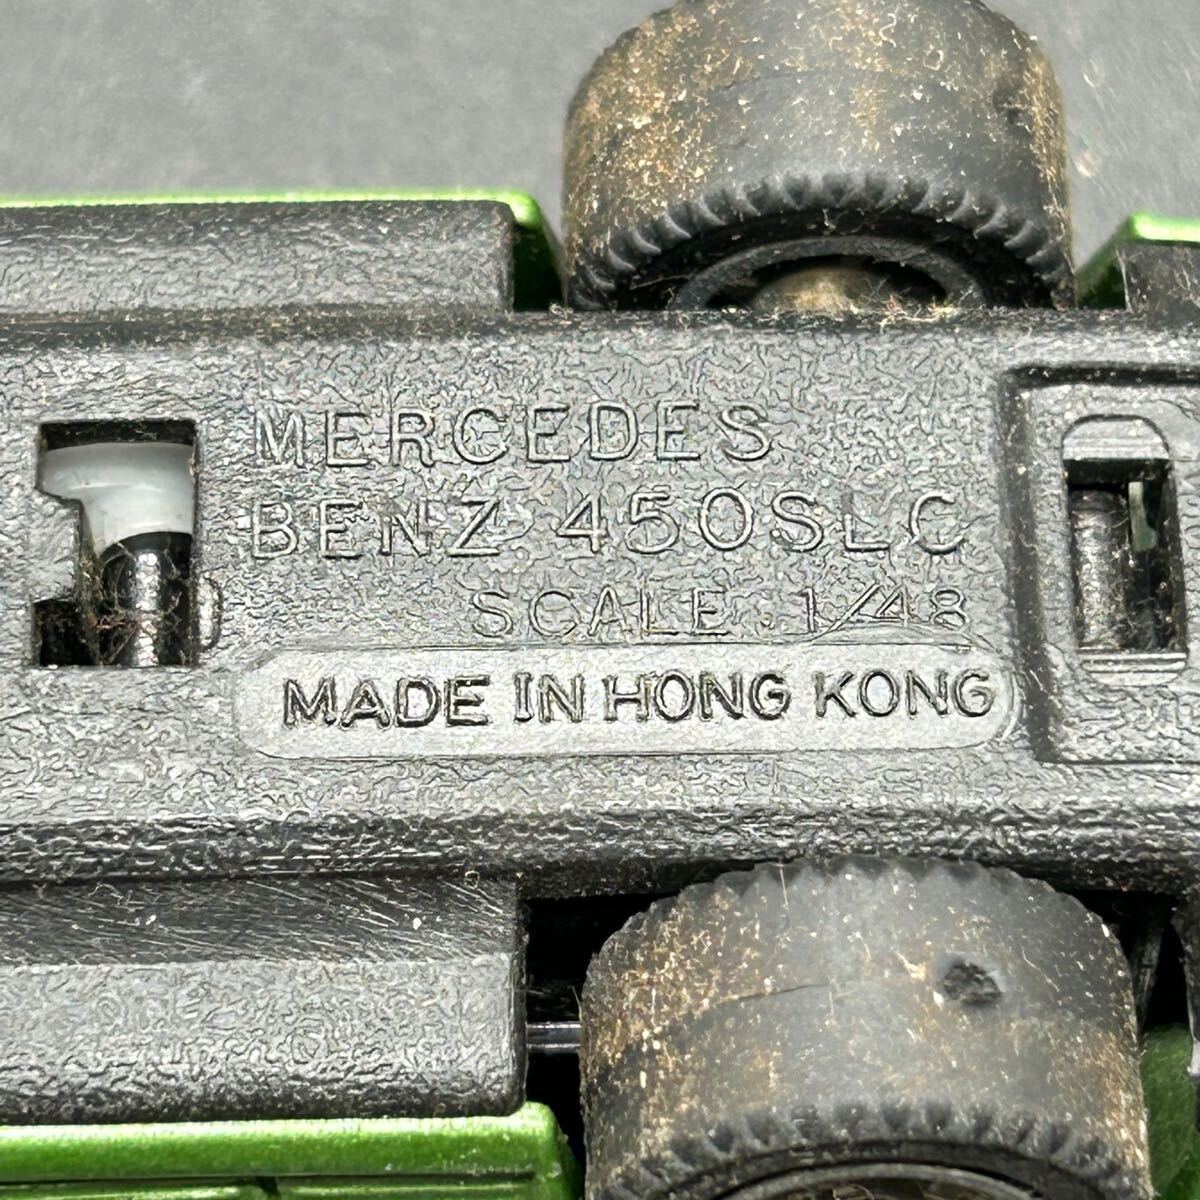 MERCEDES
BENZ 450SLC
SCALE 1/48
MADE IN HONG KONG